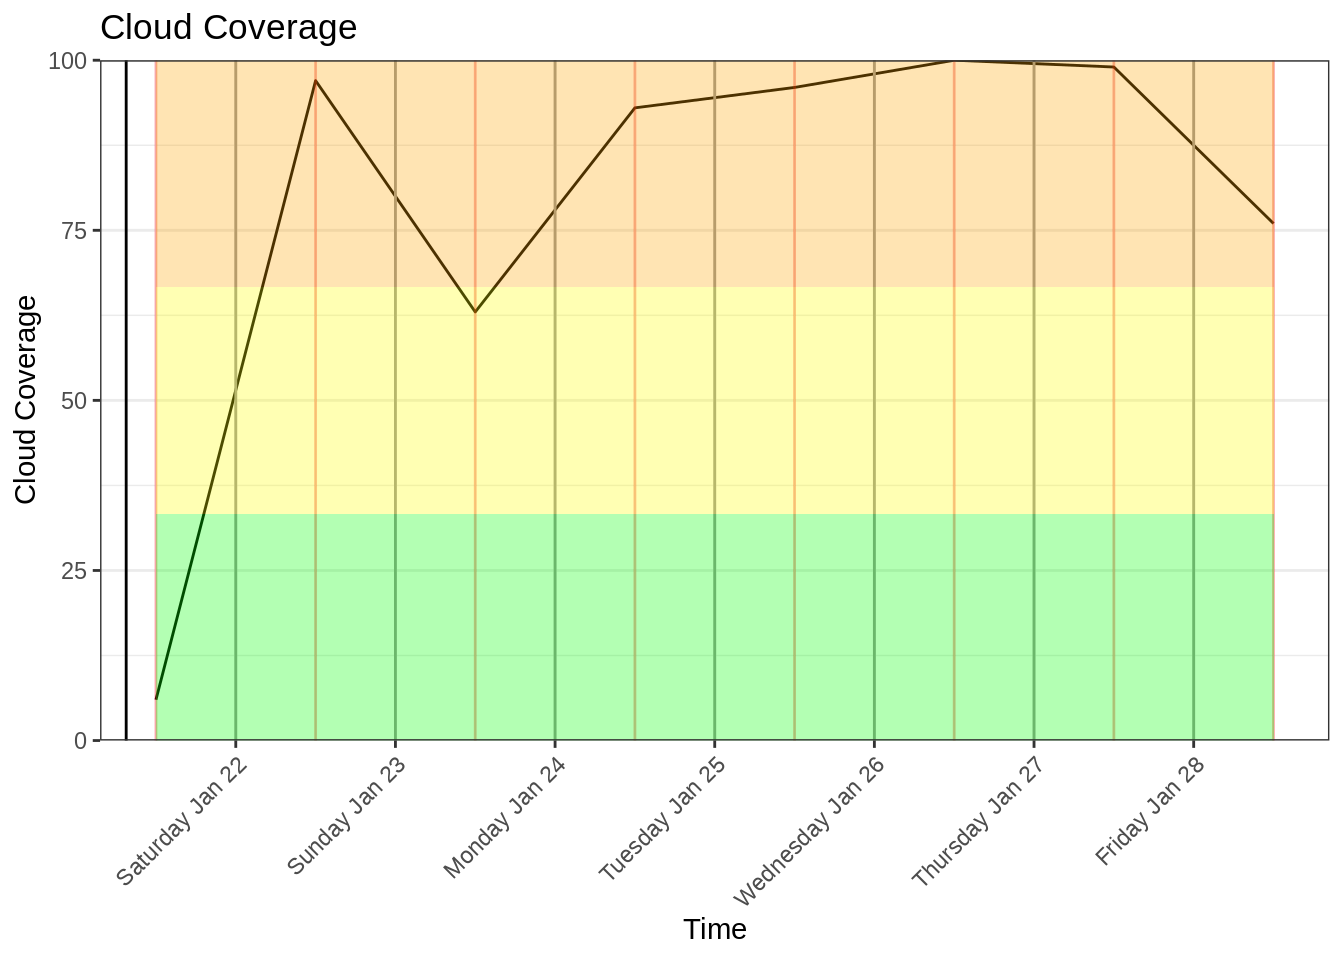 Cloud Coverage
100
75
50
25
0
Cloud Coverage
Saturday Jan 22
Sunday Jan 23
Monday Jan 24
Tuesday Jan 25
Wednesday Jan 26
Thursday Jan 27
Friday Jan 28
Time